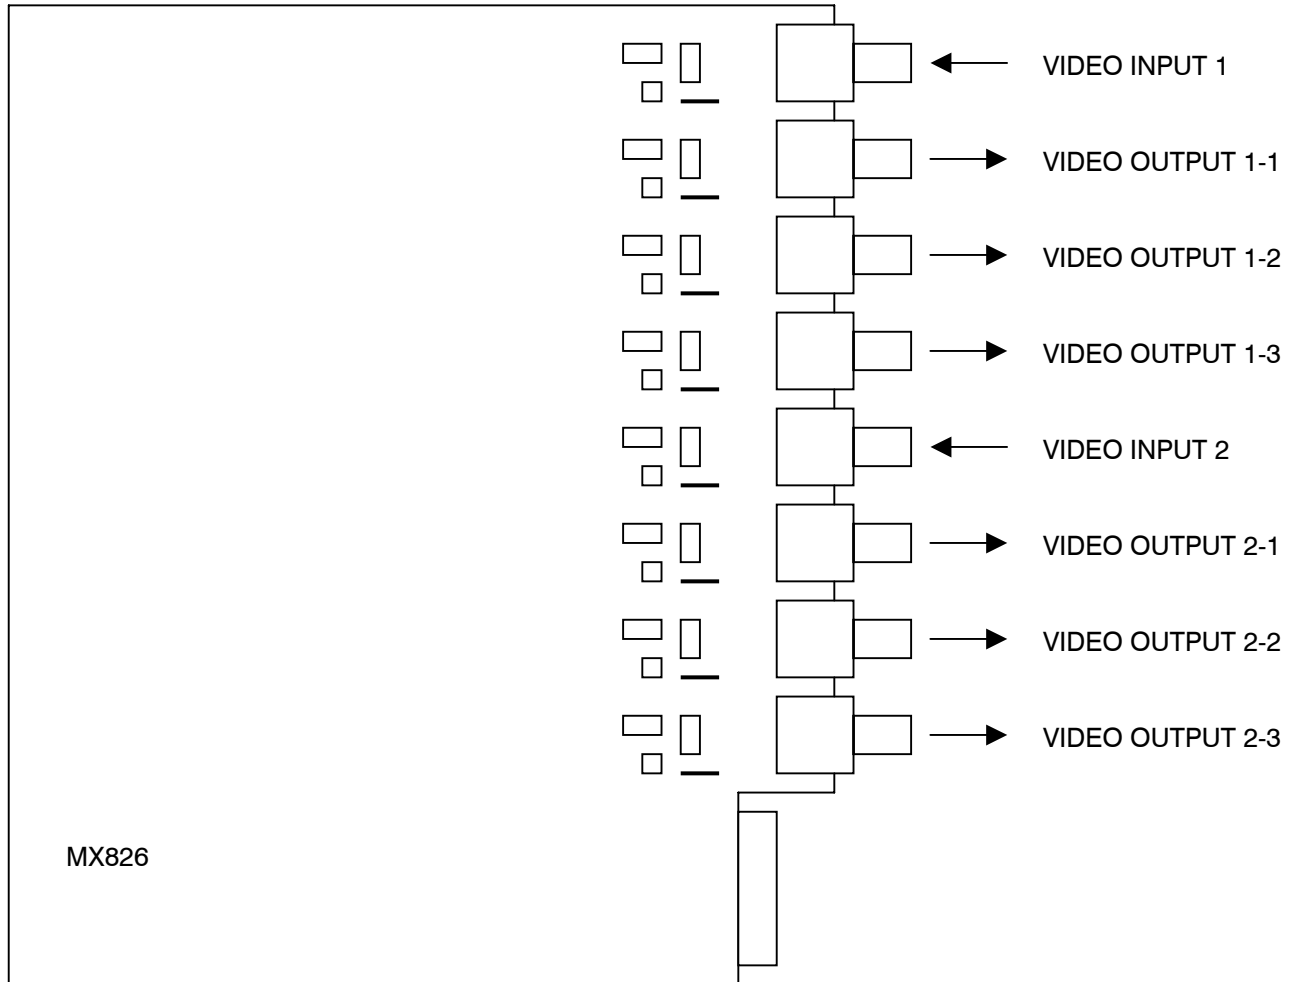 VIDEO INPUT 1
VIDEO OUTPUT 1-1
VIDEO OUTPUT 1-2
VIDEO OUTPUT 1-3
VIDEO INPUT 2
VIDEO OUTPUT 2-1
VIDEO OUTPUT 2-2
VIDEO OUTPUT 2-3
MX826